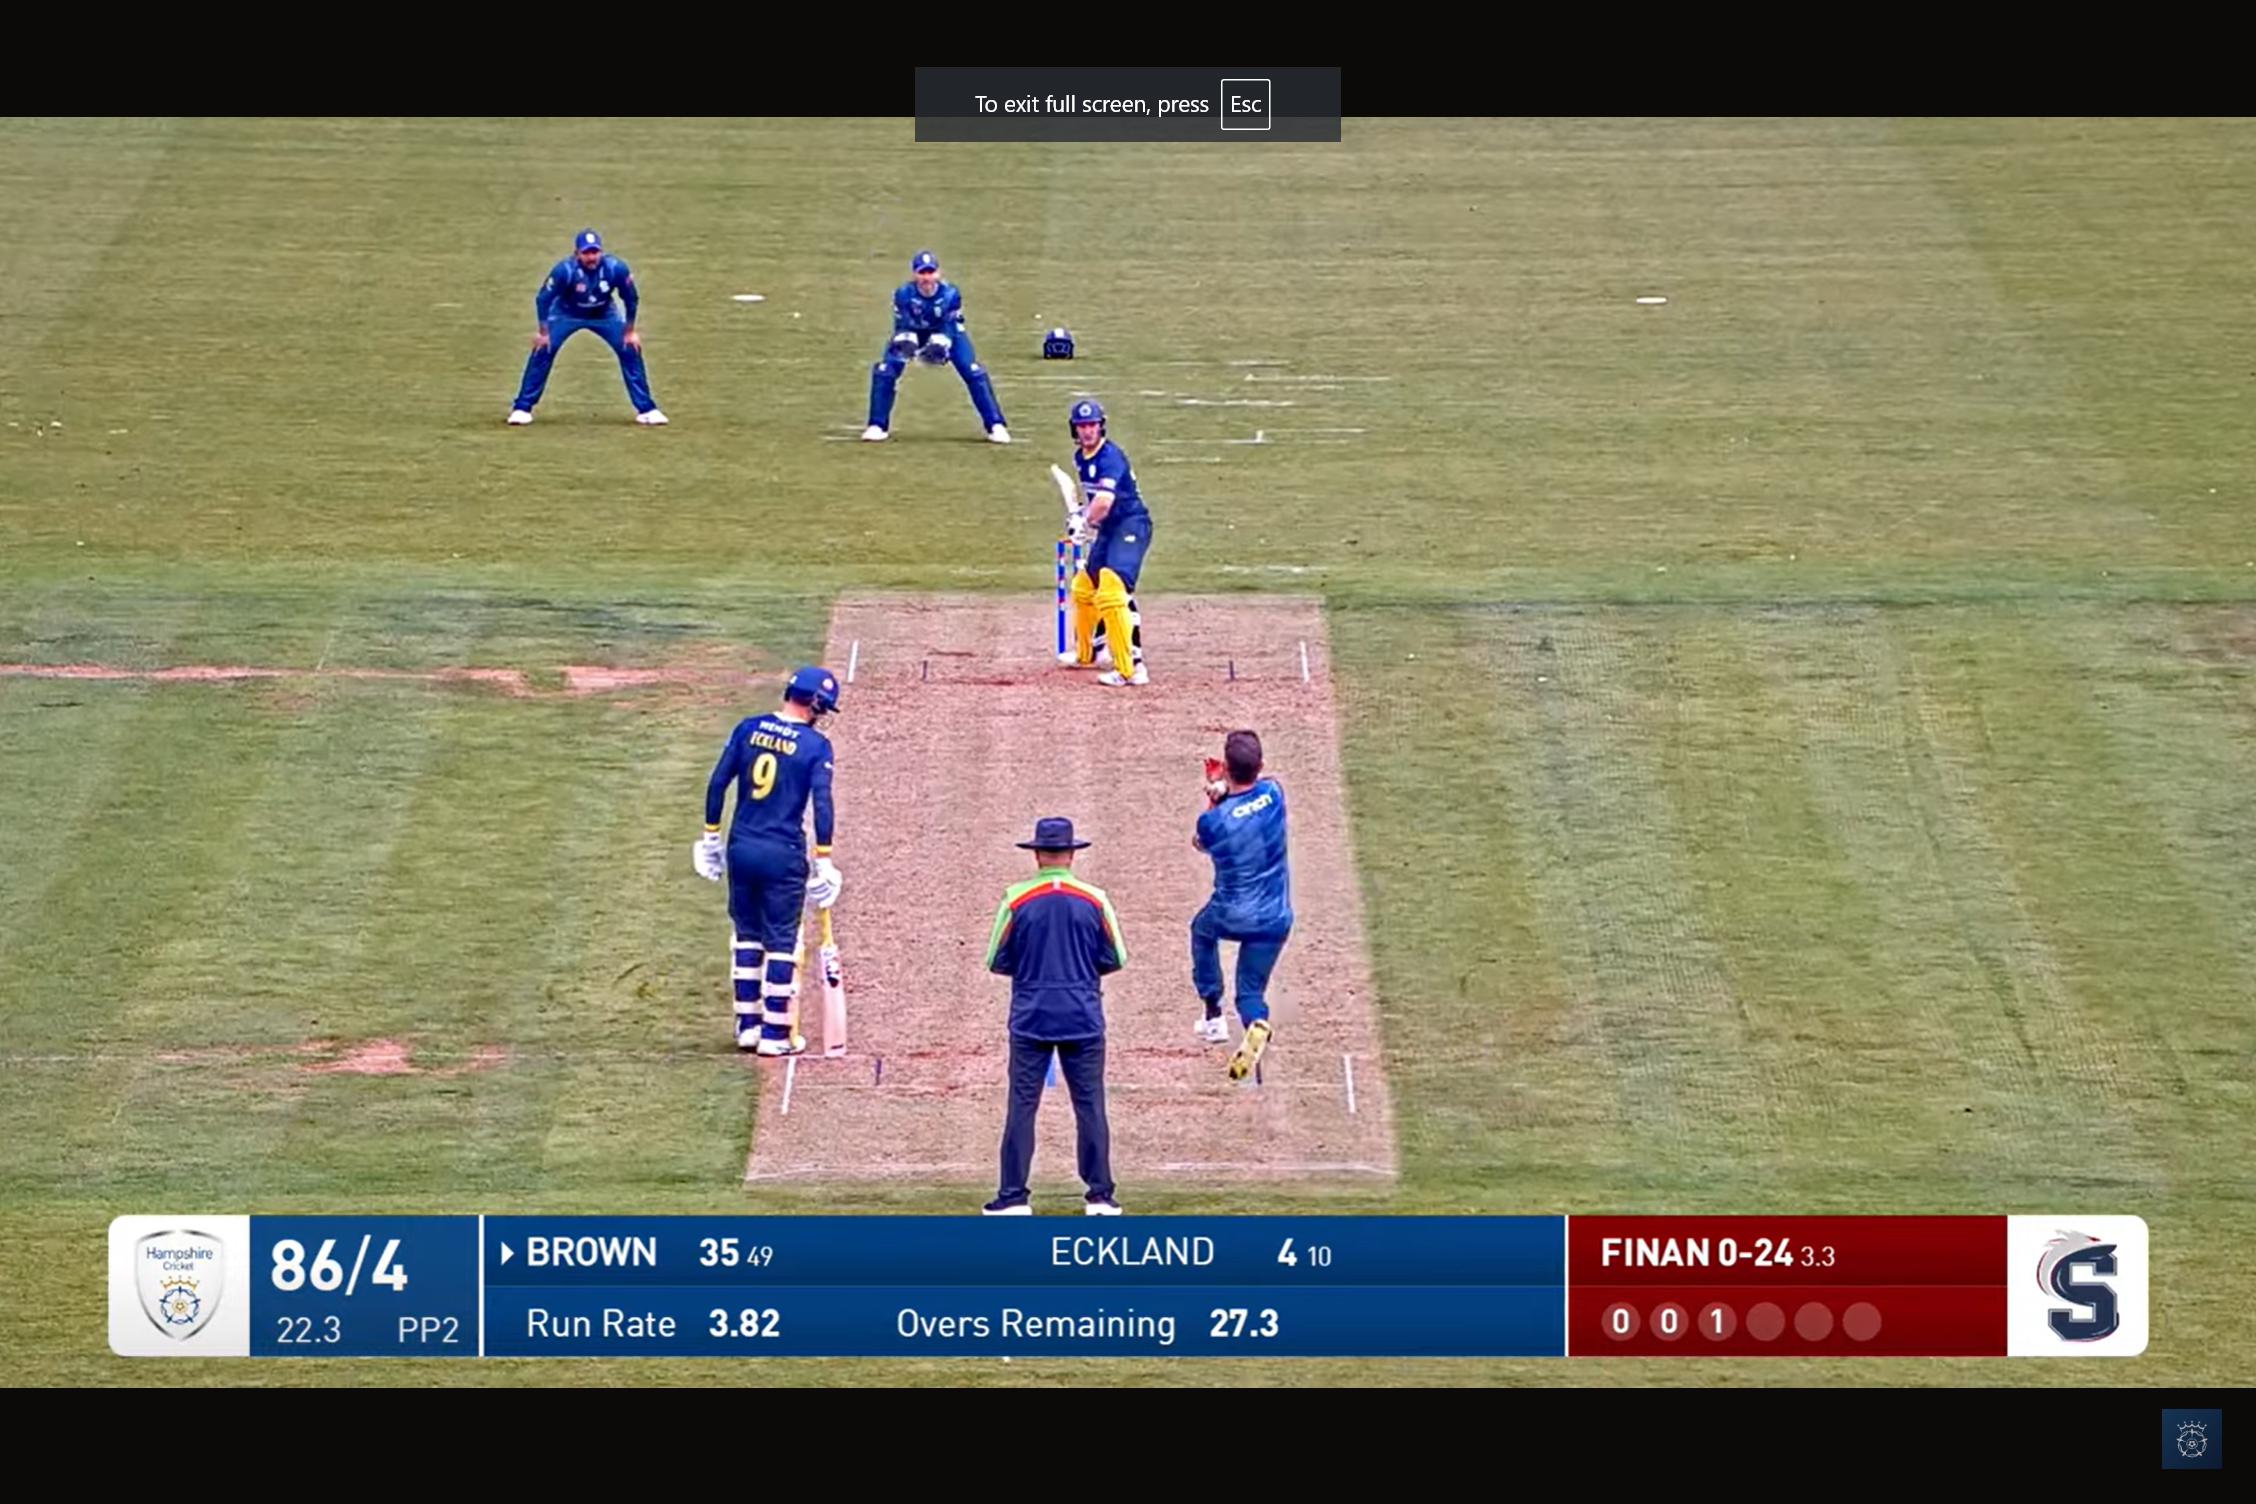 To exit full screen, press Esc
ECKLAND
9
cinch
Hampshire
Cricket
86/4
22.3 PP2
BROWN 35 49 ECKLAND 4 10
Run Rate 3.82 Overs Remaining 27.3
FINAN 0-24 3.3
0 0 1
S